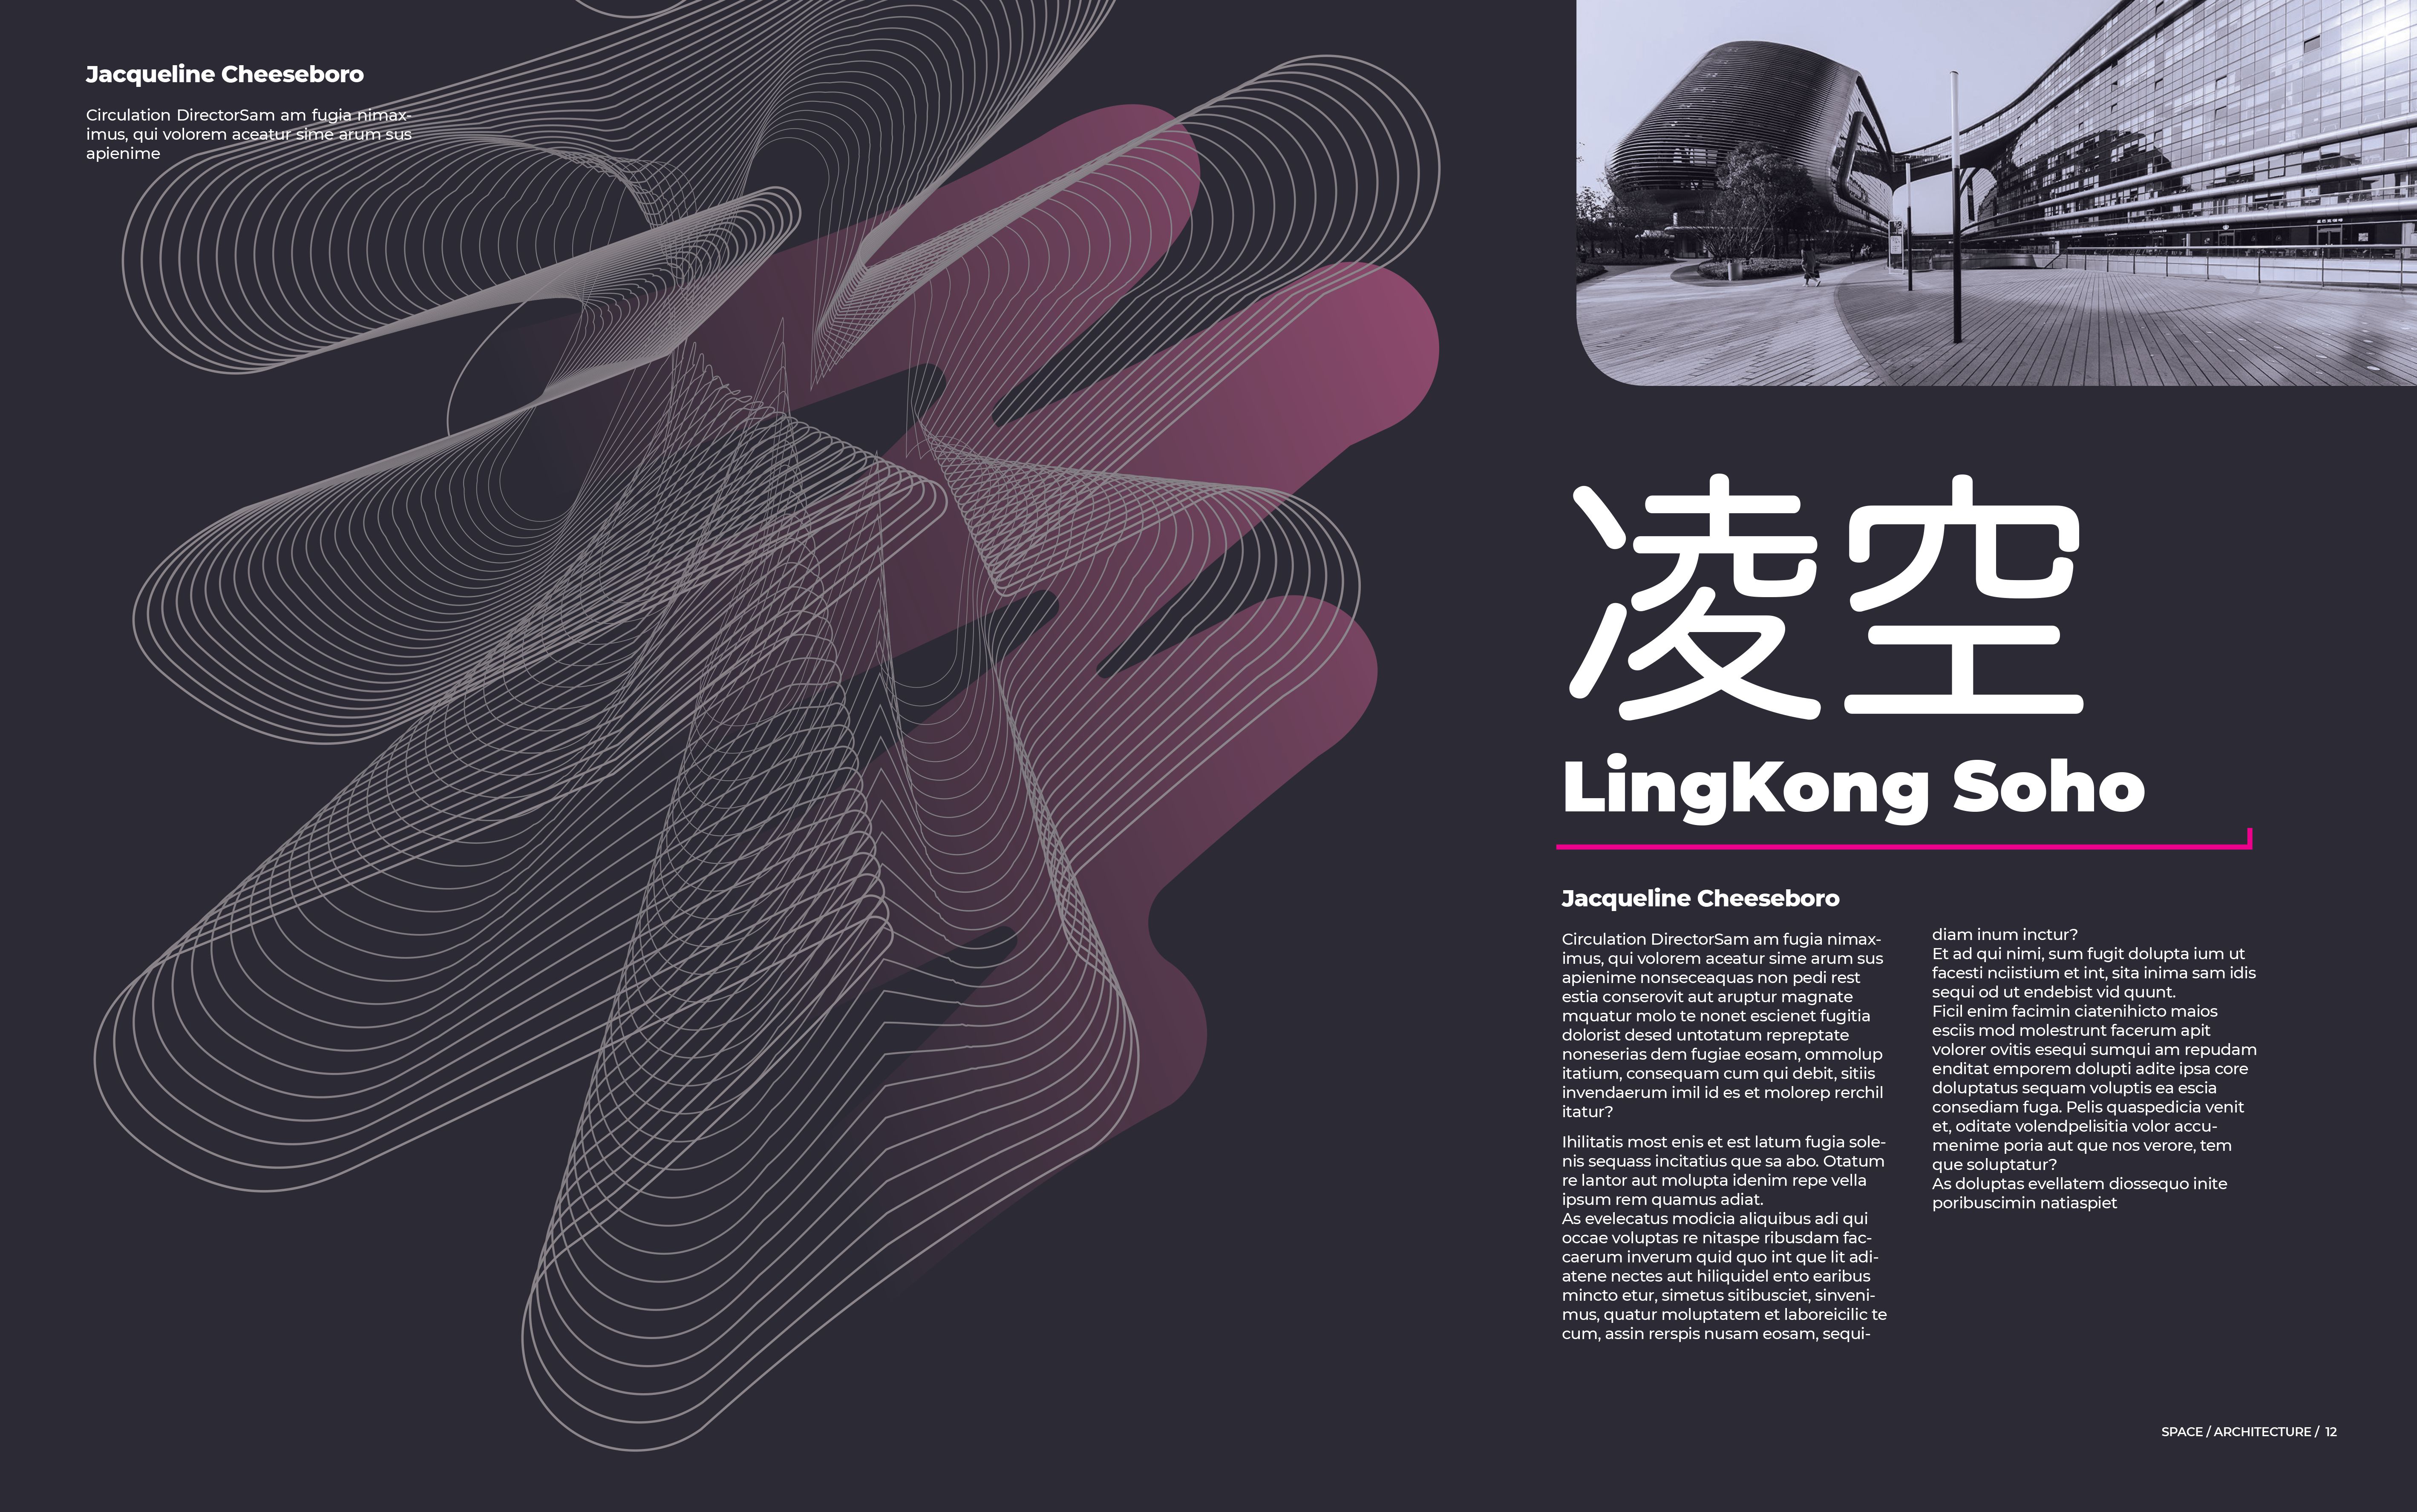 Jacqueline Cheeseboro
Circulation DirectorSam am fugia nimax-
imus, qui volorem aceatur sime arum sus
apienime
凌空
LingKong Soho
Jacqueline Cheeseboro
Circulation DirectorSam am fugia nimax-
imus, qui volorem aceatur sime arum sus
apienime nonseceaquas non pedi rest
estia conserovit aut aruptur magnate
mquatur molo te nonet escienet fugitia
dolorist desed untotatum repreptate
noneserias dem fugiae eosam, ommolup
itatium, consequam cum qui debit, sitiis
invendaerum imil id es et molorep rerchil
itatur?
Ihilitatis most enis et est latum fugia sole-
nis sequass incitatius que sa abo. Otatum
re lantor aut molupta idenim repe vella
ipsum rem quamus adiat.
As evelecatus modicia aliquibus adi qui
occae voluptas re nitaspe ribusdam fac-
caerum inverum quid quo int que lit adi-
atene nectes aut hiliquidel ento earibus
mincto etur, simetus sitibusciet, sinveni-
mus, quatur moluptatem et laboreicilic te
cum, assin rerspis nusam eosam, sequi-
diam inum inctur?
Et ad qui nimi, sum fugit dolupta ium ut
facesti nciistium et int, sita inima sam idis
sequi od ut endebist vid quunt.
Ficil enim facimin ciatenihicto maios
esciis mod molestrunt facerum apit
volorer ovitis esequi sumqui am repudam
enditat emporem dolupti adite ipsa core
doluptatus sequam voluptis ea escia
consediam fuga. Pelis quaspedicia venit
et, oditate volendpelisitia volor accu-
menime poria aut que nos verore, tem
que soluptatur?
As doluptas evellatem diossequo inite
poribuscimin natiaspiet
SPACE / ARCHITECTURE / 12